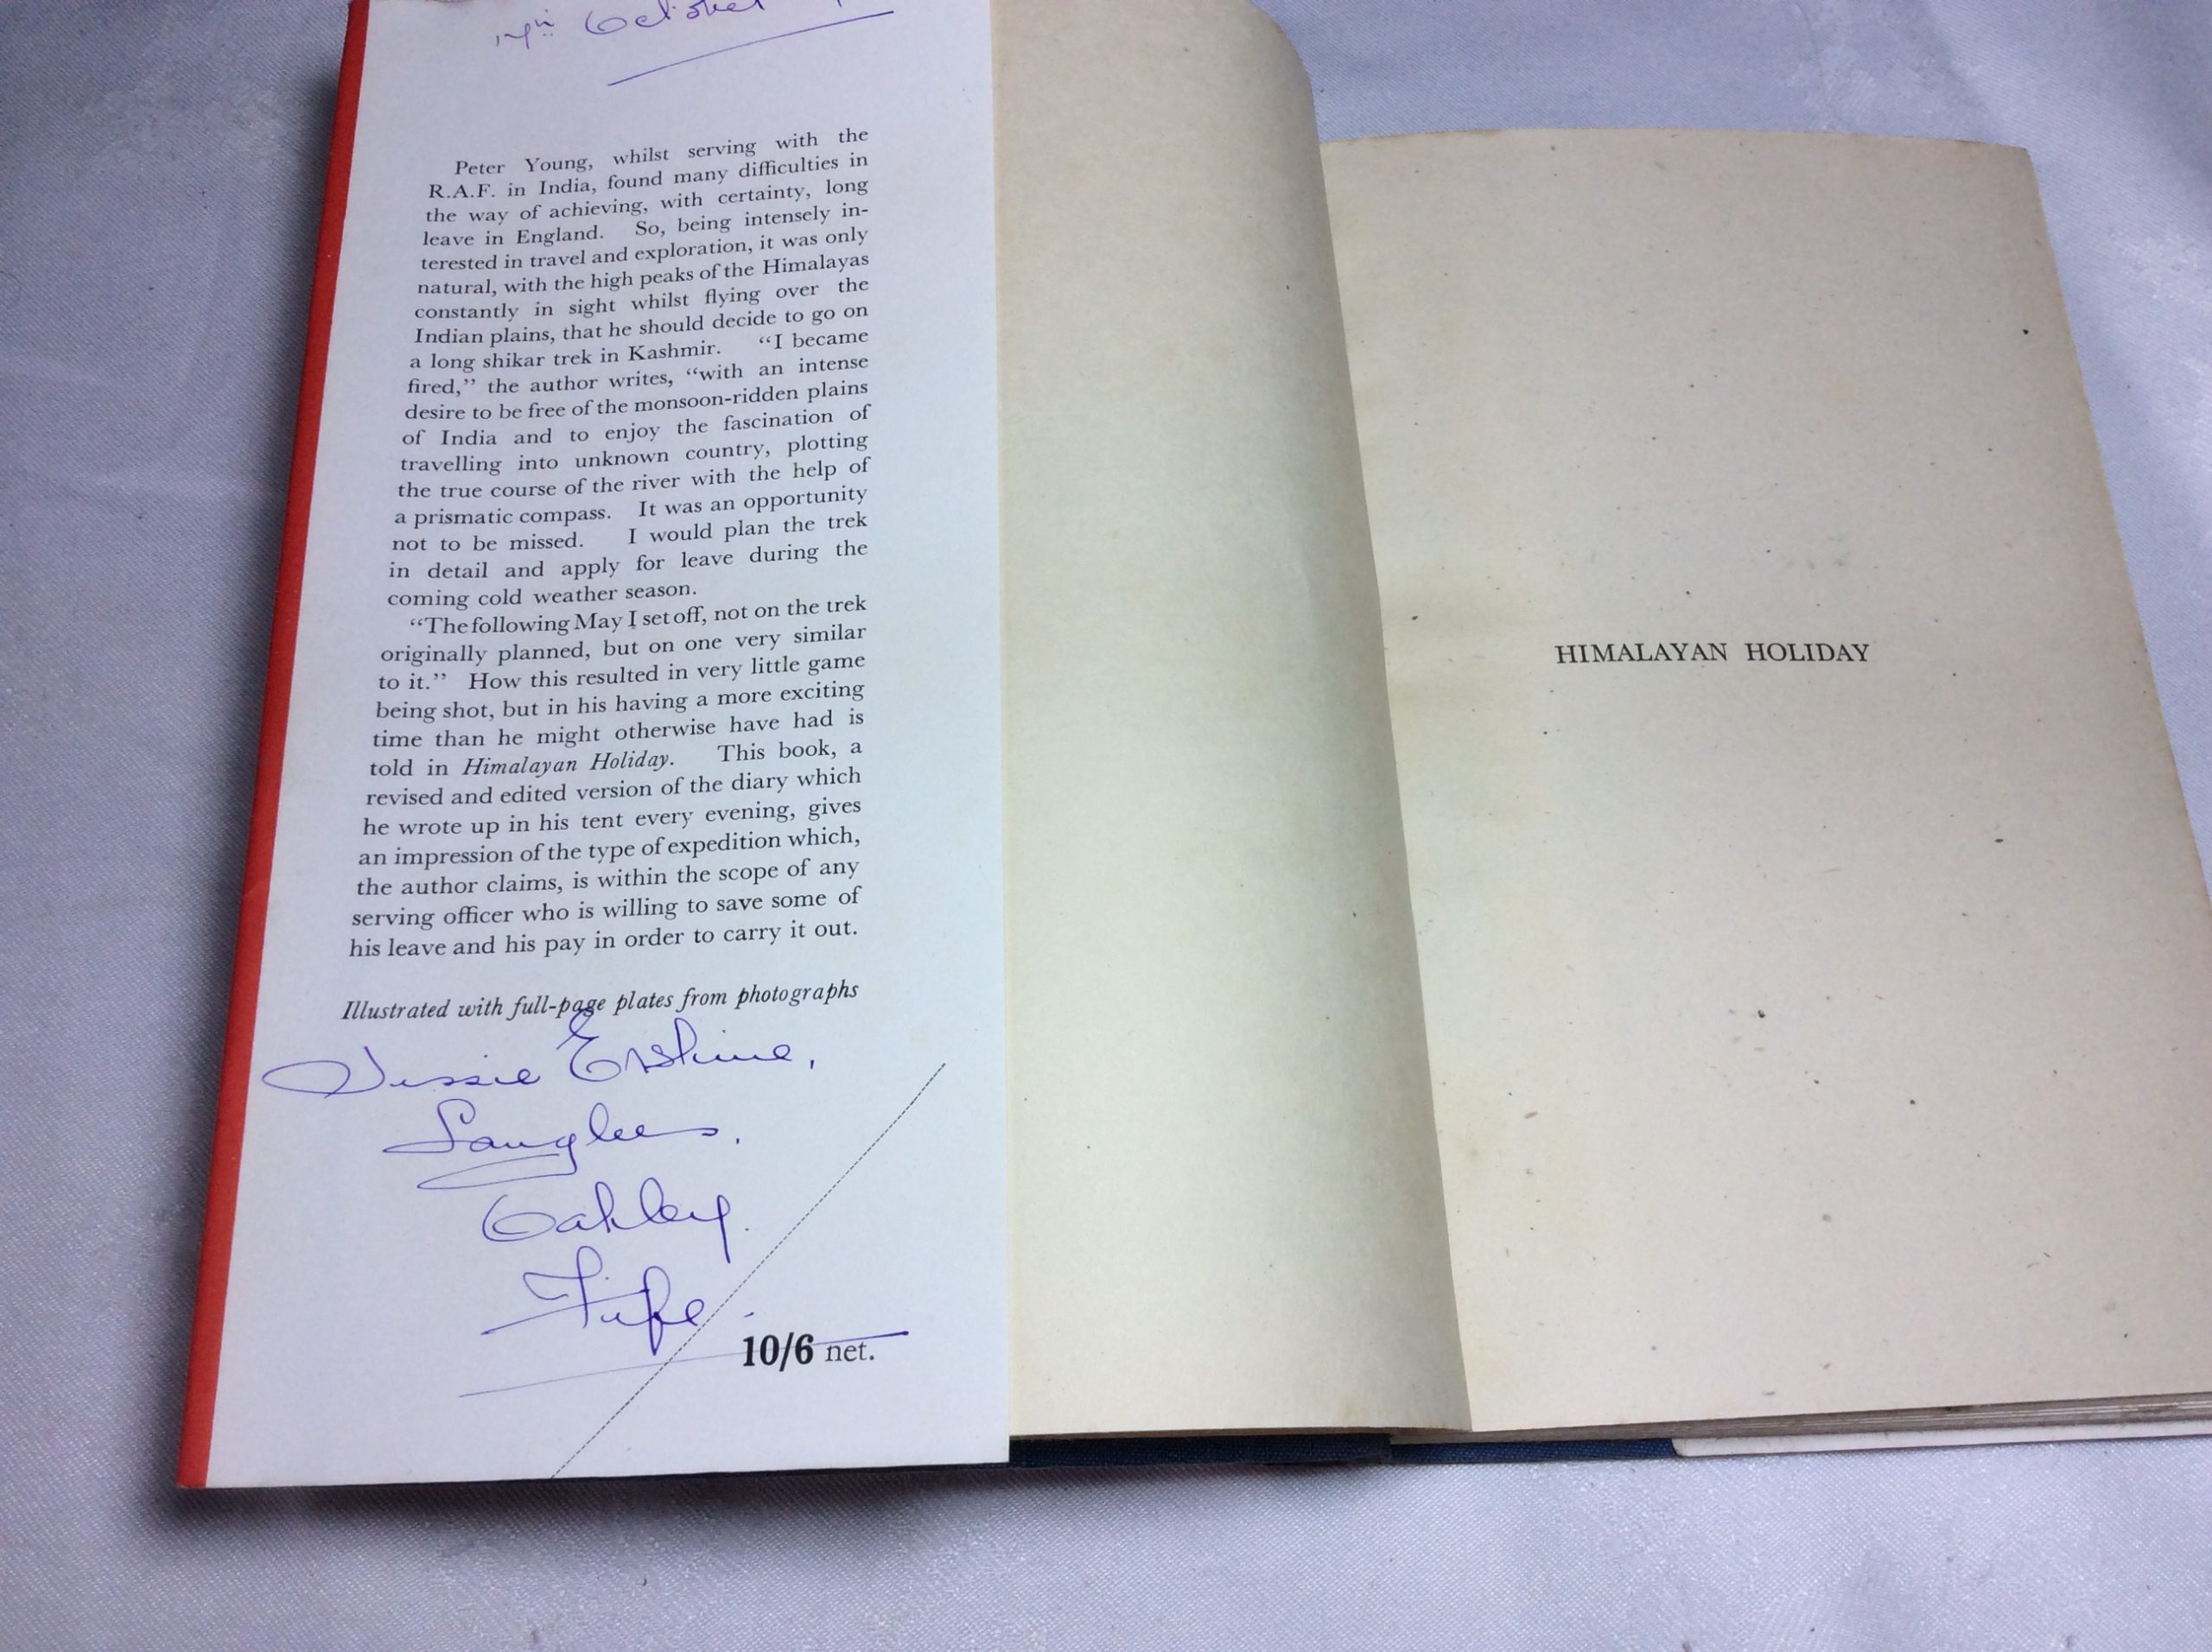 October
Peter Young, whilst serving with the
R.A.F. in India, found many difficulties in
the way of achieving, with certainty, long
leave in England. So, being intensely in-
terested in travel and exploration, it was only
natural, with the high peaks of the Himalayas
constantly in sight whilst flying over the
Indian plains, that he should decide to go on
a long shikar trek in Kashmir. “I became
fired,” the author writes, “with an intense
desire to be free of the monsoon-ridden plains
of India and to enjoy the fascination of
travelling into unknown country, plotting
the true course of the river with the help of
a prismatic compass. It was an opportunity
not to be missed. I would plan the trek
in detail and apply for leave during the
coming cold weather season.
“The following May I set off, not on the trek
originally planned, but on one very similar
to it.” How this resulted in very little game
being shot, but in his having a more exciting
time than he might otherwise have had is
told in Himalayan Holiday. This book, a
revised and edited version of the diary which
he wrote up in his tent every evening, gives
an impression of the type of expedition which,
the author claims, is within the scope of any
serving officer who is willing to save some of
his leave and his pay in order to carry it out.
Illustrated with full-page plates from photographs
Jessie Erskine,
Langlees.
Oakley.
Fife.
10/6 net.
HIMALAYAN HOLIDAY